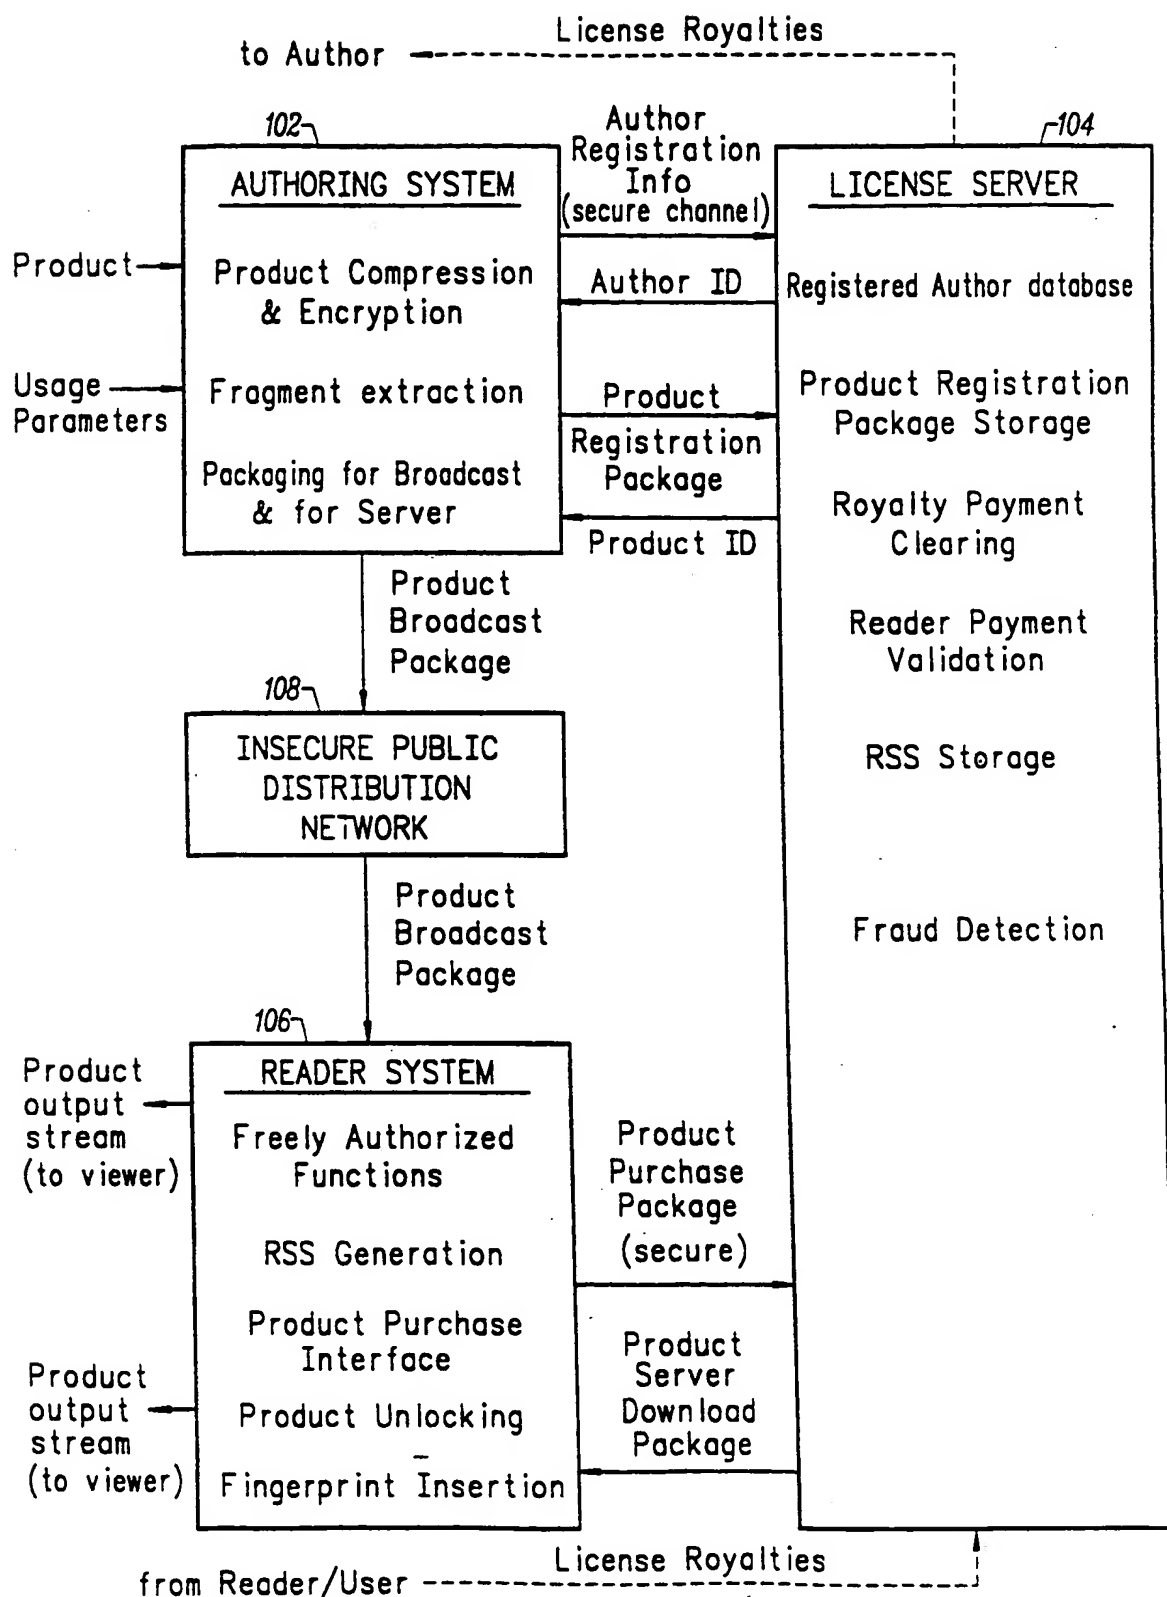 License Royalties
to Author
102
AUTHORING SYSTEM
Product Compression
& Encryption
Fragment extraction
Packaging for Broadcast
& for Server
Product
Usage
Parameters
Author
Registration
Info
(secure channel)
Author ID
Product
Registration
Package
Product ID
104
LICENSE SERVER
Registered Author database
Product Registration
Package Storage
Royalty Payment
Clearing
Reader Payment
Validation
RSS Storage
Fraud Detection
Product
Broadcast
Package
108
INSECURE PUBLIC
DISTRIBUTION
NETWORK
Product
Broadcast
Package
106
READER SYSTEM
Freely Authorized
Functions
RSS Generation
Product Purchase
Interface
Product Unlocking
Fingerprint Insertion
Product
output
stream
(to viewer)
Product
output
stream
(to viewer)
Product
Purchase
Package
(secure)
Product
Server
Download
Package
License Royalties
from Reader/User